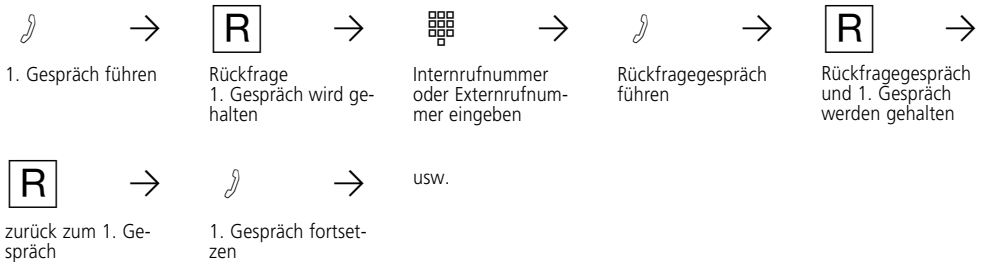 R
R
1. Gespräch führen
Rückfrage
1. Gespräch wird ge-
halten
Internrufnummer
oder Externrufnum-
mer eingeben
Rückfragegespräch
führen
Rückfragegespräch
und 1. Gespräch
werden gehalten
R
usw.
zurück zum 1. Ge-
spräch
1. Gespräch fortset-
zen